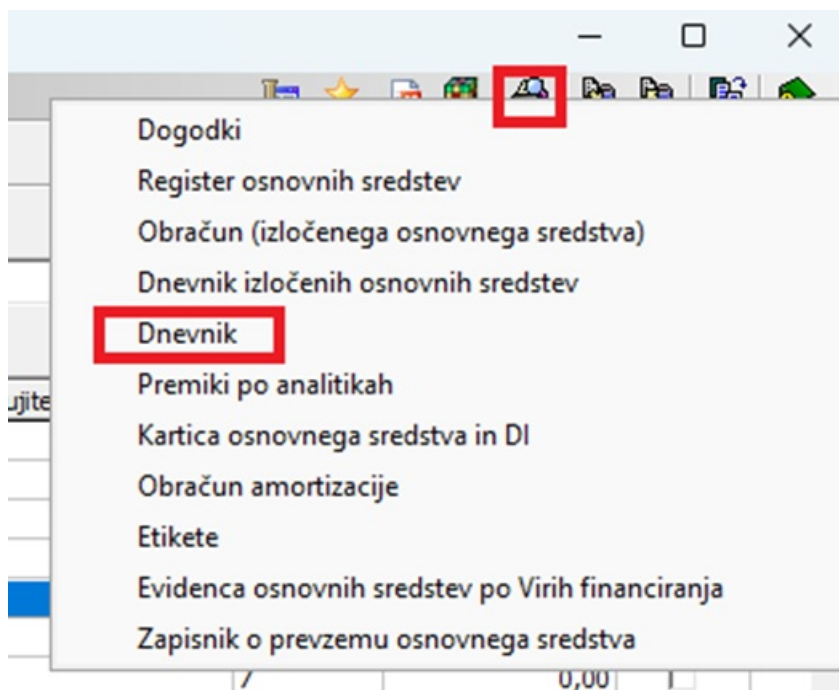 Dogodki
Register osnovnih sredstev
Obračun (izločenega osnovnega sredstva)
Dnevnik izločenih osnovnih sredstev
Dnevnik
ujite
Premiki po analitikah
Kartica osnovnega sredstva in DI
Obračun amortizacije
Etikete
Evidenca osnovnih sredstev po Virih financiranja
Zapisnik o prevzemu osnovnega sredstva
7 0,00